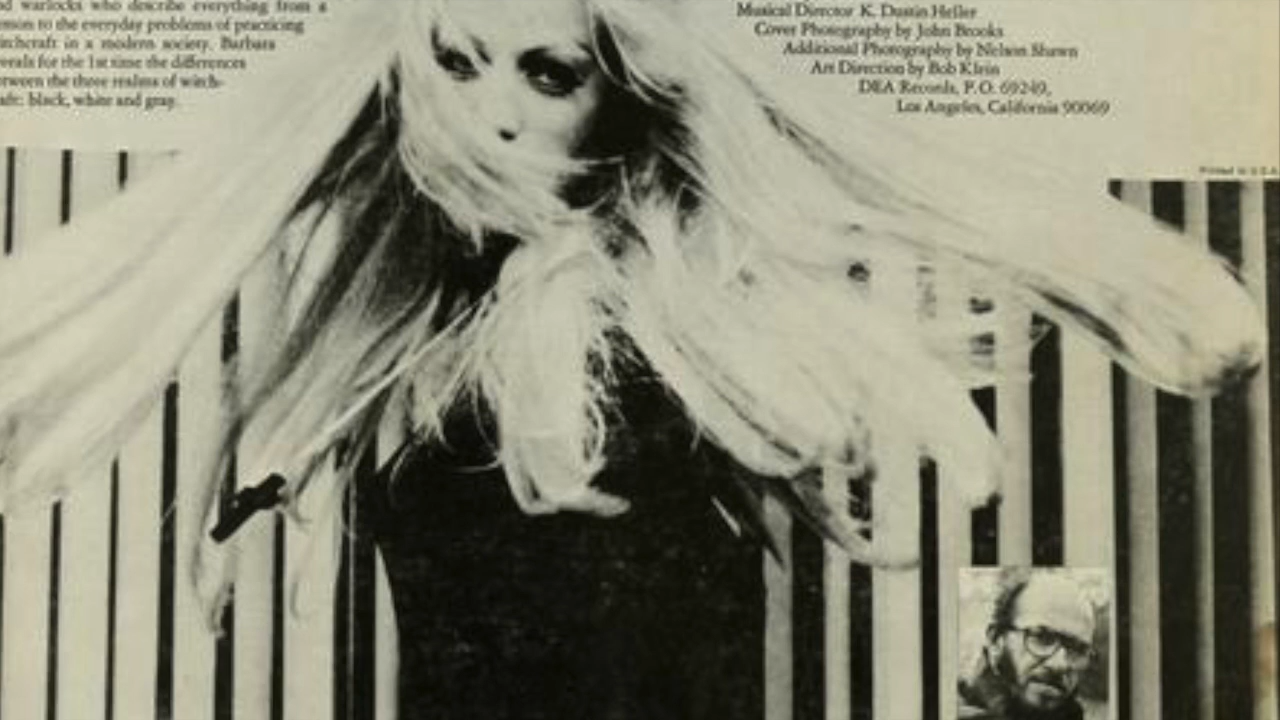 and warlocks who describe everything from a
to the everyday problems of practicing
witchcraft in a modern society. Barbara
reveals for the 1st time the differences
between the three realms of witch-
craft: black, white and gray.
Musical Director K. Dustin Heller
Cover Photography by John Brooks
Additional Photography by Nelson Shawn
Art Direction by Bob Klein
DEA Records, P.O. 69249,
Los Angeles, California 90069
Printed in U.S.A.